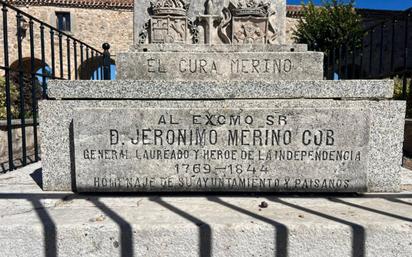 EL CURA MERINO
AL EXCMO SR
D. JERONIMO MERINO COB
GENERAL LAUREADO Y HEROE DE LA INDEPENDENCIA
1769-1844
HOMENAJE DE SU AYUNTAMIENTO Y PAISANOS